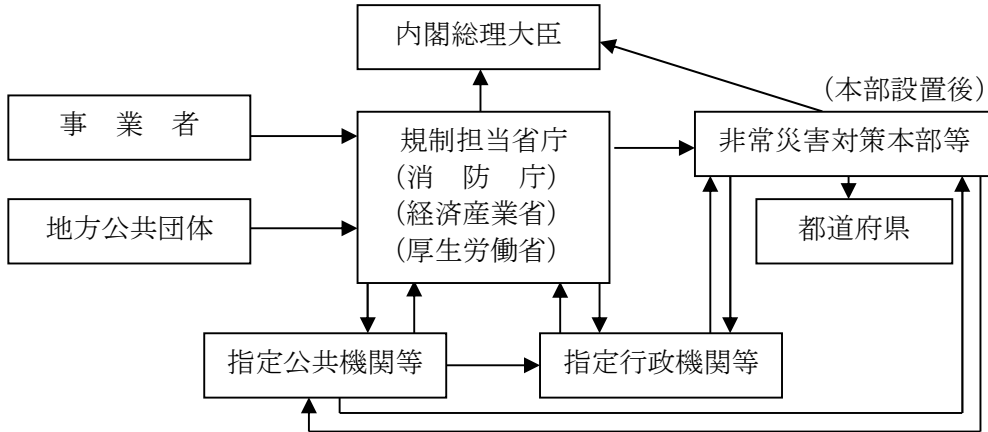 内閣総理大臣
(本部設置後)
事　業　者
規制担当省庁
(消　防　庁)
(経済産業省)
(厚生労働省)
非常災害対策本部等
地方公共団体
都道府県
指定公共機関等
指定行政機関等